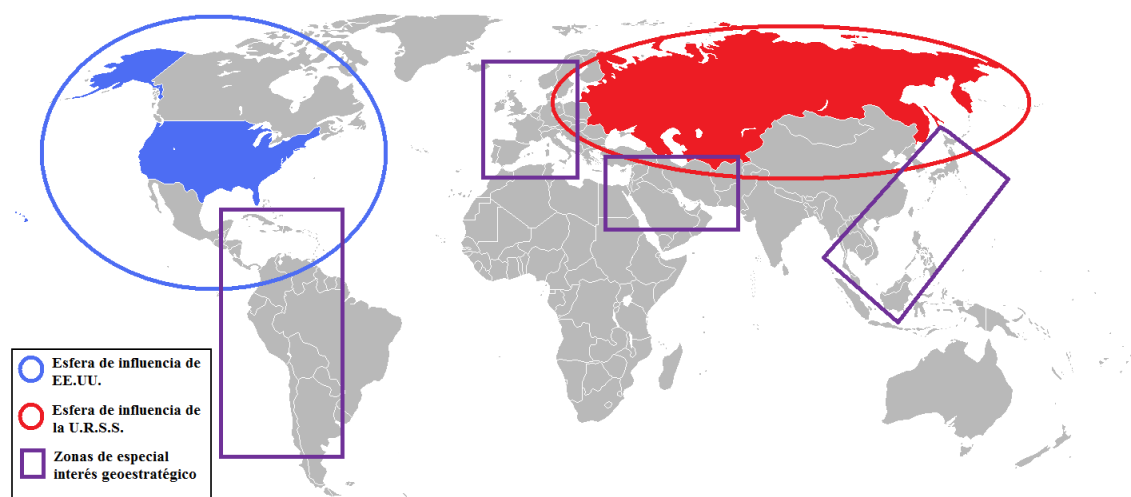 Esfera de influencia de
EE.UU.
Esfera de influencia de
la U.R.S.S.
Zonas de especial
interés geoestratégico